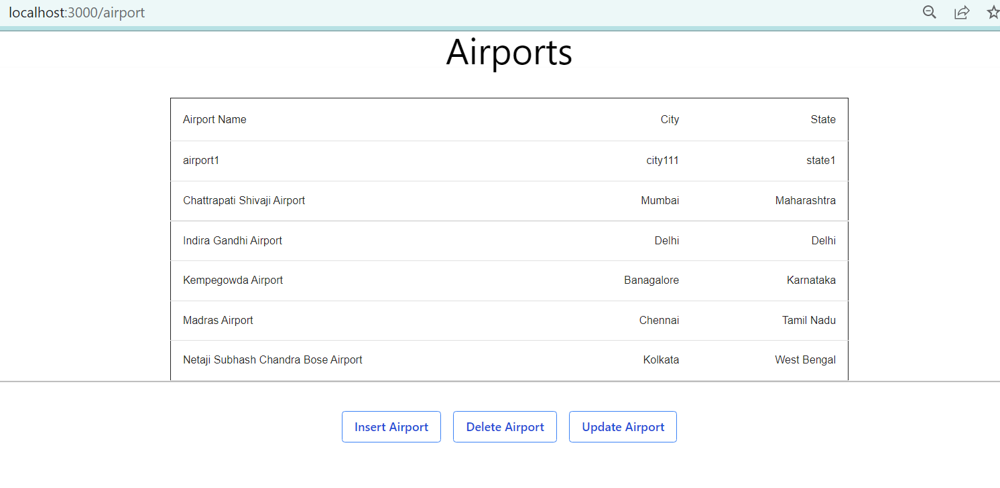 localhost:3000/airport
Airports
Airport Name City State
airport1 city111 state1
Chattrapati Shivaji Airport Mumbai Maharashtra
Indira Gandhi Airport Delhi Delhi
Kempegowda Airport Banagalore Karnataka
Madras Airport Chennai Tamil Nadu
Netaji Subhash Chandra Bose Airport Kolkata West Bengal
Insert Airport Delete Airport Update Airport